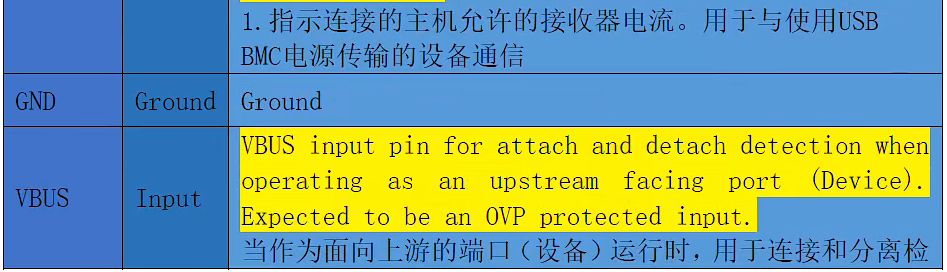 1.指示连接的主机允许的接收器电流。用于与使用USB
BMC电源传输的设备通信
GND Ground Ground
VBUS input pin for attach and detach detection when
operating as an upstream facing port (Device).
VBUS Input
Expected to be an OVP protected input.
当作为面向上游的端口（设备）运行时，用于连接和分离检